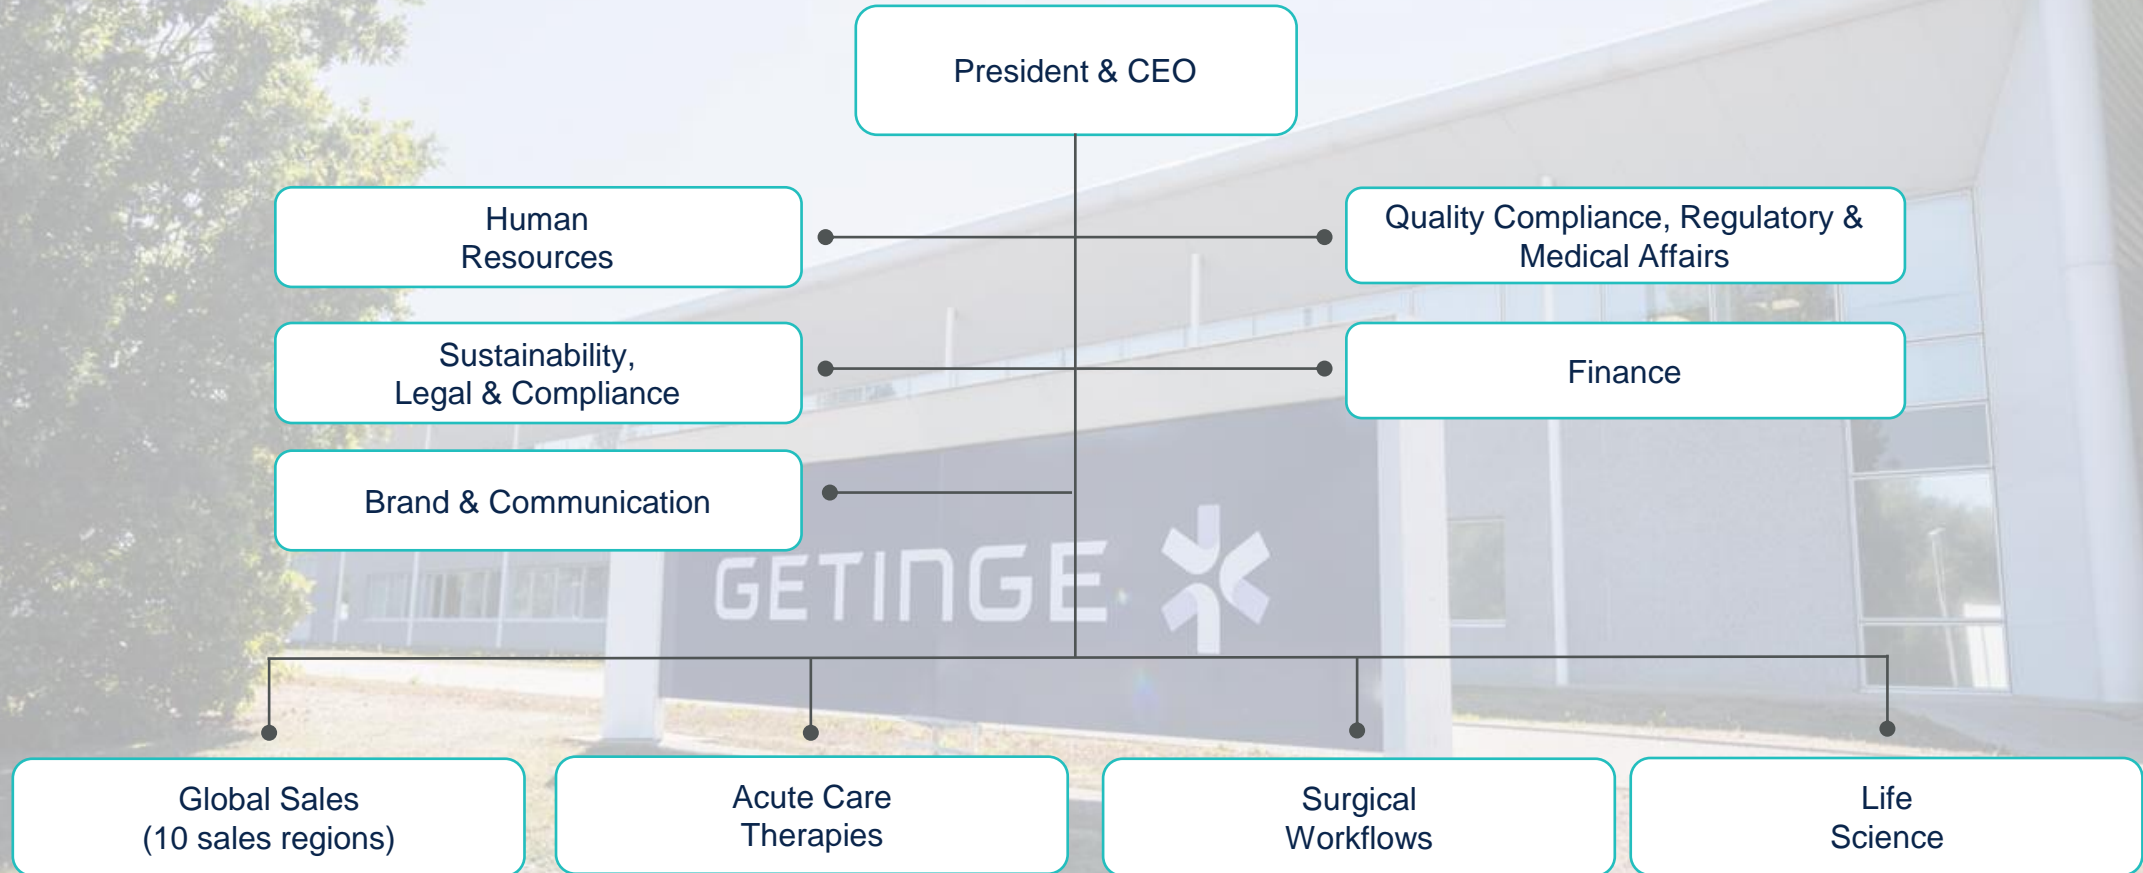 President & CEO
Human
Resources
Quality Compliance, Regulatory &
Medical Affairs
Sustainability,
Legal & Compliance
Finance
Brand & Communication
GETINGE
Global Sales
(10 sales regions)
Acute Care
Therapies
Surgical
Workflows
Life
Science